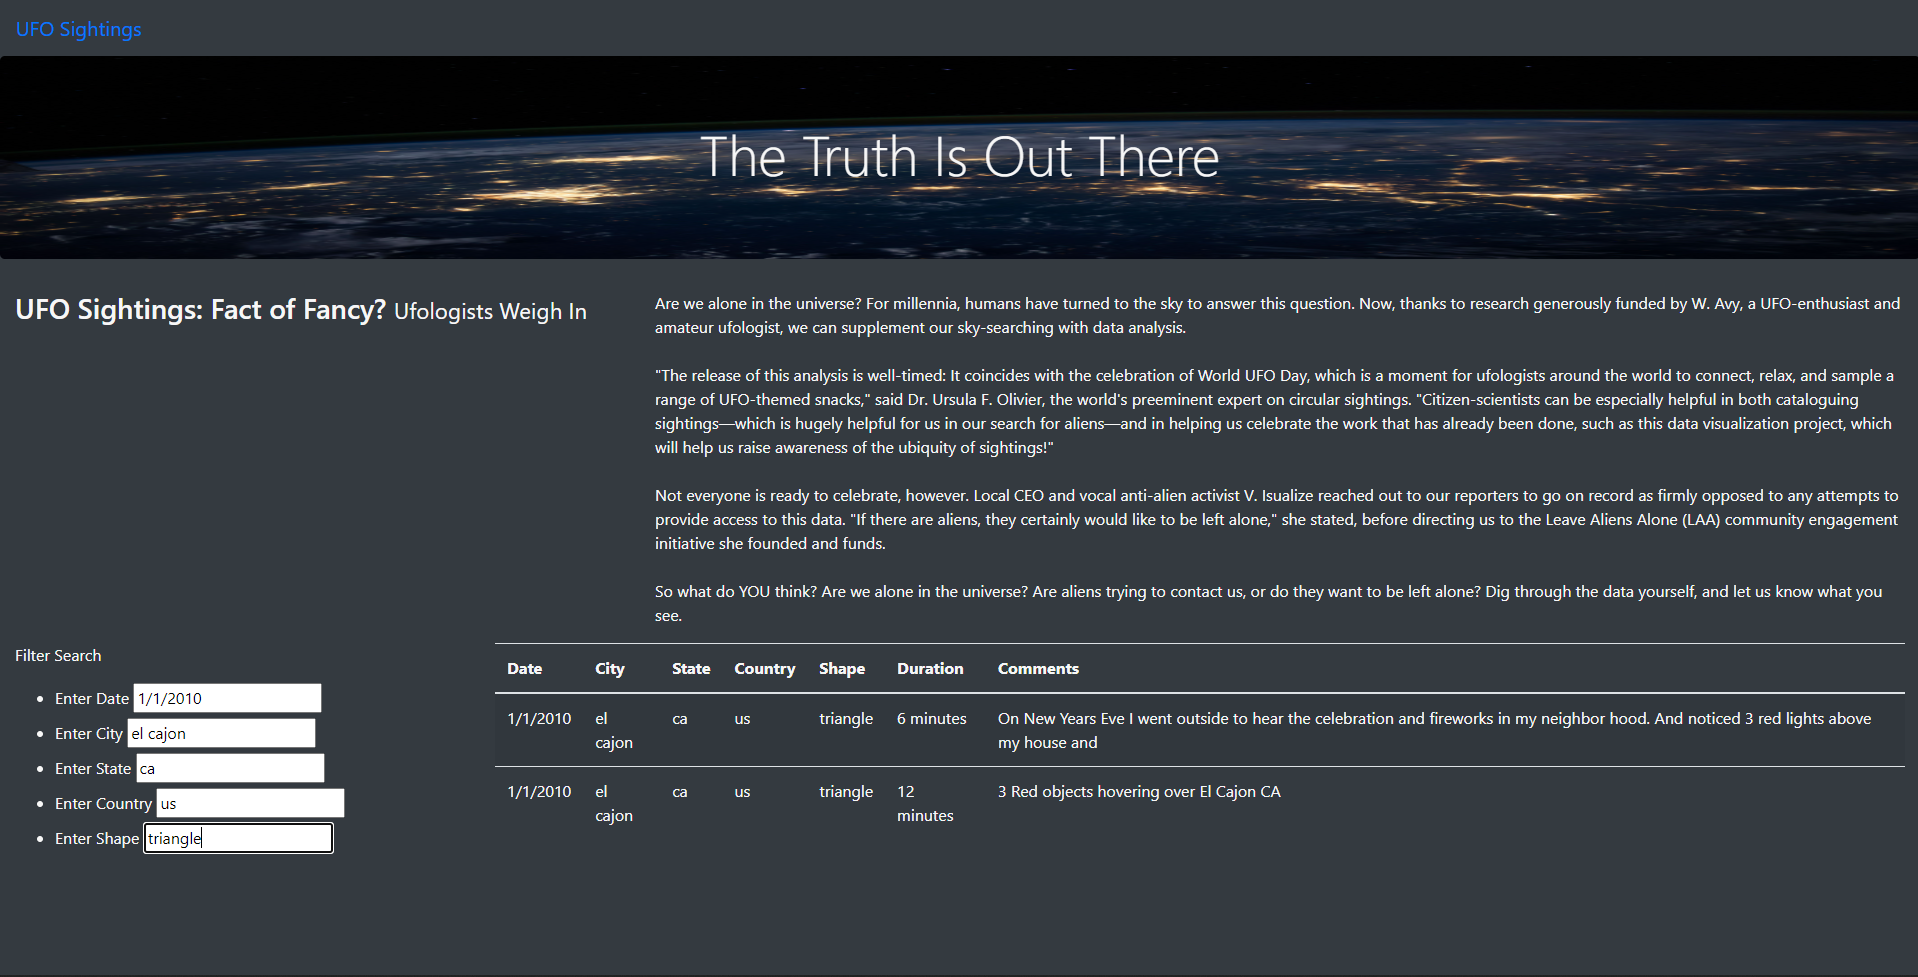 UFO Sightings
The Truth Is Out There
UFO Sightings: Fact of Fancy? Ufologists Weigh In
Are we alone in the universe? For millennia, humans have turned to the sky to answer this question. Now, thanks to research generously funded by W. Avy, a UFO-enthusiast and
amateur ufologist, we can supplement our sky-searching with data analysis.
"The release of this analysis is well-timed: It coincides with the celebration of World UFO Day, which is a moment for ufologists around the world to connect, relax, and sample a
range of UFO-themed snacks," said Dr. Ursula F. Olivier, the world's preeminent expert on circular sightings. "Citizen-scientists can be especially helpful in both cataloguing
sightings—which is hugely helpful for us in our search for aliens—and in helping us celebrate the work that has already been done, such as this data visualization project, which
will help us raise awareness of the ubiquity of sightings!"
Not everyone is ready to celebrate, however. Local CEO and vocal anti-alien activist V. Isualize reached out to our reporters to go on record as firmly opposed to any attempts to
provide access to this data. "If there are aliens, they certainly would like to be left alone," she stated, before directing us to the Leave Aliens Alone (LAA) community engagement
initiative she founded and funds.
So what do YOU think? Are we alone in the universe? Are aliens trying to contact us, or do they want to be left alone? Dig through the data yourself, and let us know what you
see.
Filter Search
Enter Date 1/1/2010
Enter City el cajon
Enter State ca
Enter Country us
Enter Shape triangle
Date City State Country Shape Duration Comments
1/1/2010 el ca us triangle 6 minutes On New Years Eve I went outside to hear the celebration and fireworks in my neighbor hood. And noticed 3 red lights above
cajon my house and
1/1/2010 el ca us triangle 12 3 Red objects hovering over El Cajon CA
cajon minutes